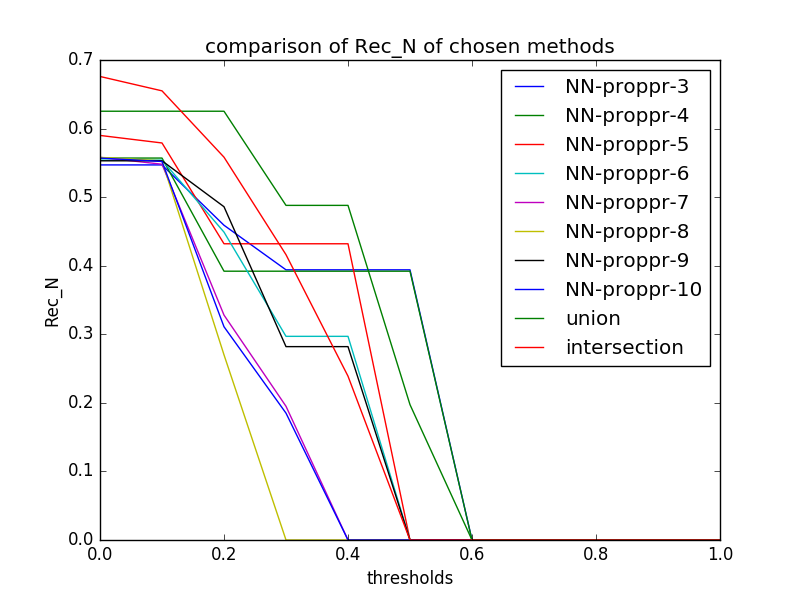 comparison of Rec_N of chosen methods
0.7
0.6
0.5
0.4
0.3
0.2
0.1
0.0
Rec_N
NN-proppr-3
NN-proppr-4
NN-proppr-5
NN-proppr-6
NN-proppr-7
NN-proppr-8
NN-proppr-9
NN-proppr-10
union
intersection
0.0 0.2 0.4 0.6 0.8 1.0
thresholds